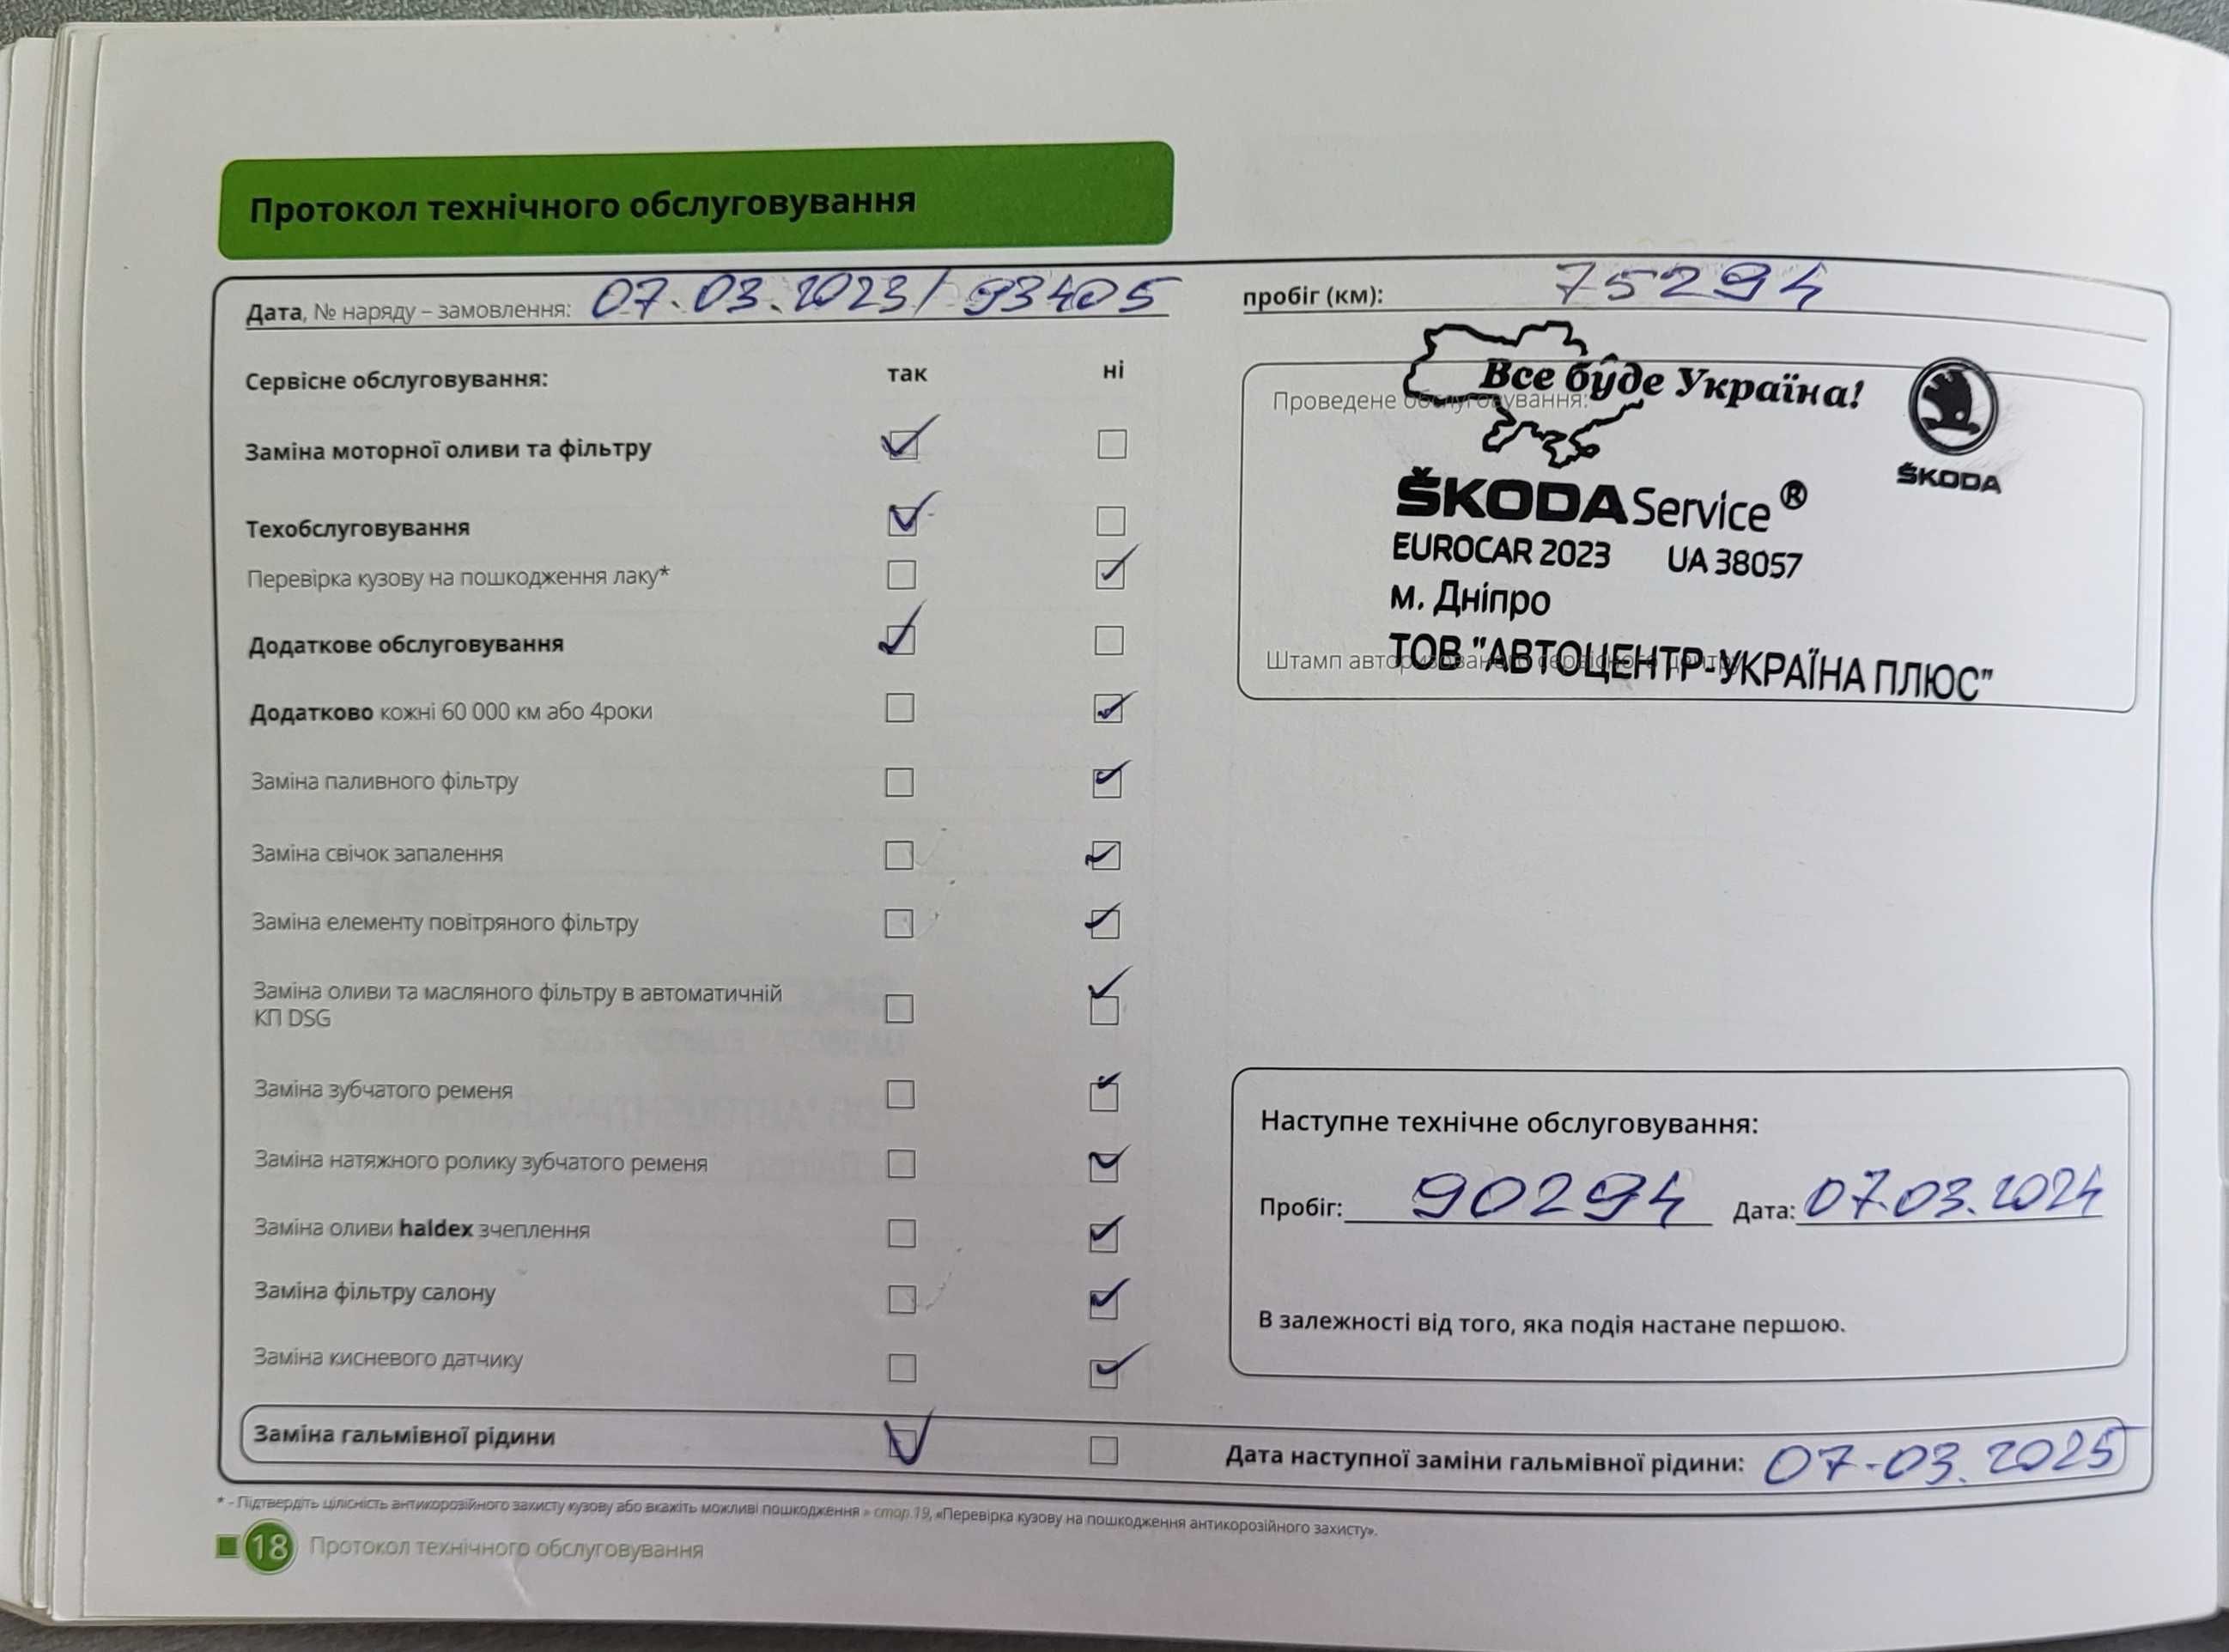 Протокол технічного обслуговування
Дата, № наряду – замовлення: 07.03.2023 / 93405
пробіг (км): 75294
Сервісне обслуговування: так ні
Заміна моторної оливи та фільтру
Техобслуговування
Перевірка кузову на пошкодження лаку*
Додаткове обслуговування
Додатково кожні 60 000 км або 4роки
Заміна паливного фільтру
Заміна свічок запалення
Заміна елементу повітряного фільтру
Заміна оливи та масляного фільтру в автоматичній
КП DSG
Заміна зубчатого ременя
Заміна натяжного ролику зубчатого ременя
Заміна оливи haldex зчеплення
Заміна фільтру салону
Заміна кисневого датчику
Заміна гальмівної рідини
Все буде Україна!
Проведене обслуговування:
ŠKODA
ŠKODA Service®
EUROCAR 2023 UA 38057
м. Дніпро
Штамп авторизованого сервісного центру
ТОВ "АВТОЦЕНТР-УКРАЇНА ПЛЮС"
Наступне технічне обслуговування:
Пробіг: 90294 Дата: 07.03.2024
В залежності від того, яка подія настане першою.
Дата наступної заміни гальмівної рідини: 07-03.2025
* - Підтвердіть цілісність антикорозійного захисту кузову або вкажіть можливі пошкодження » стор.19, «Перевірка кузову на пошкодження антикорозійного захисту».
18 Протокол технічного обслуговування